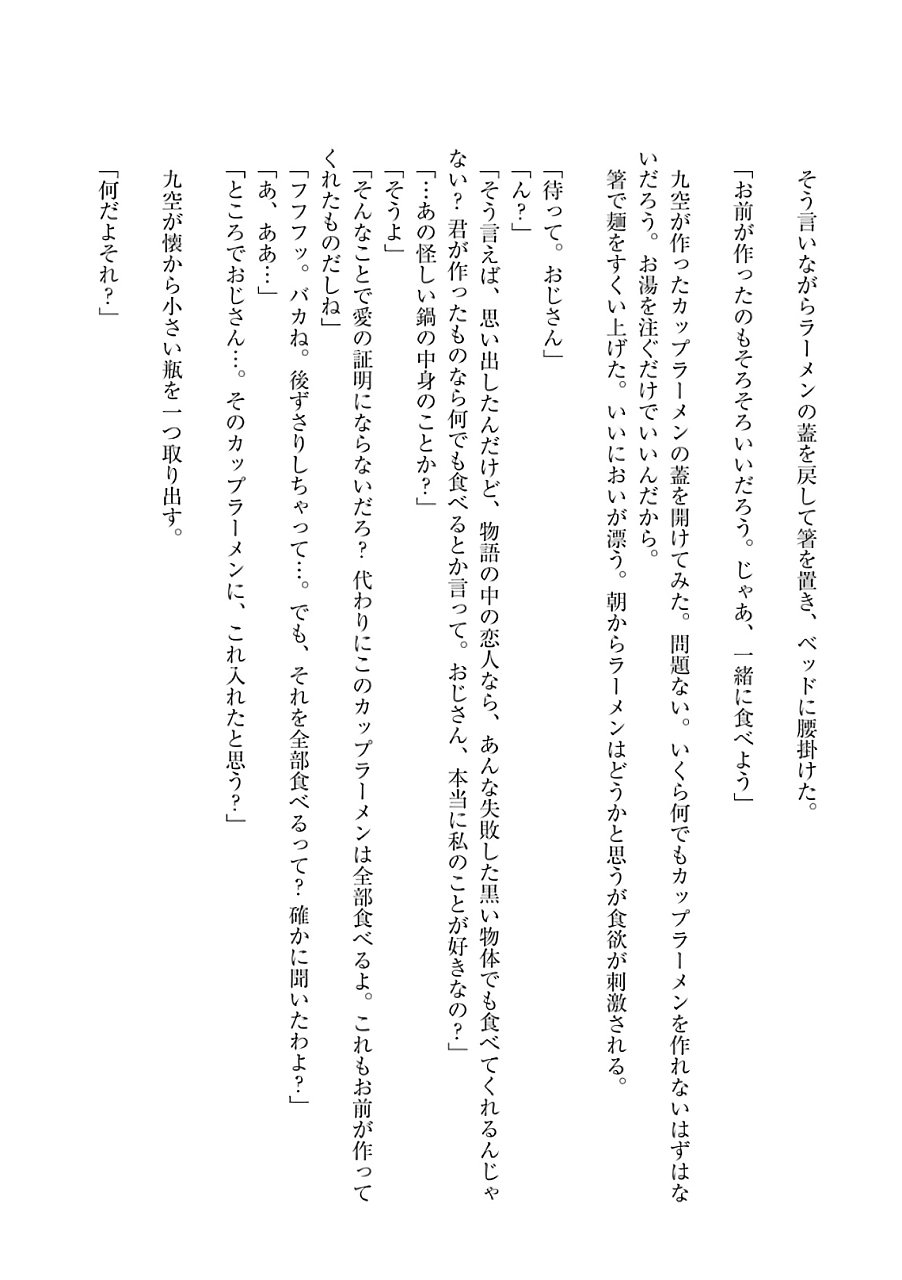 そう言いながらラーメンの蓋を戻して箸を置き、ベッドに腰掛けた。
「お前が作ったのもそろそろいいだろう。じゃあ、一緒に食べよう」
九空が作ったカップラーメンの蓋を開けてみた。問題ない。いくら何でもカップラーメンを作れないはずはな
いだろう。お湯を注ぐだけでいいんだから。
箸で麺をすくい上げた。いいにおいが漂う。朝からラーメンはどうかと思うが食欲が刺激される。
「待って。おじさん」
「ん?」
「そう言えば、思い出したんだけど、物語の中の恋人なら、あんな失敗した黒い物体でも食べてくれるんじゃ
ない? 君が作ったものなら何でも食べるとか言って。おじさん、本当に私のことが好きなの?」
「…あの怪しい鍋の中身のことか?」
「そうよ」
「そんなことで愛の証明にならないだろ? 代わりにこのカップラーメンは全部食べるよ。これもお前が作って
くれたものだしね」
「フフフッ。バカね。後ずさりしちゃって…。でも、それを全部食べるって? 確かに聞いたわよ?」
「あ、ああ…」
「ところでおじさん…。そのカップラーメンに、これ入れたと思う?」
九空が懐から小さい瓶を一つ取り出す。
「何だよそれ?」